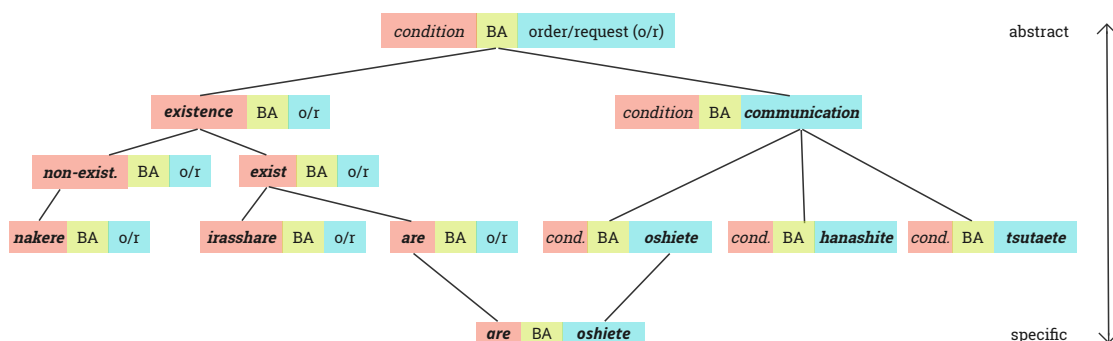 condition BA order/request (o/r) abstract
existence BA o/r condition BA communication
non-exist. BA o/r exist BA o/r
nakere BA o/r irasshare BA o/r are BA o/r cond. BA oshiete cond. BA hanashite cond. BA tsutaete
are BA oshiete specific